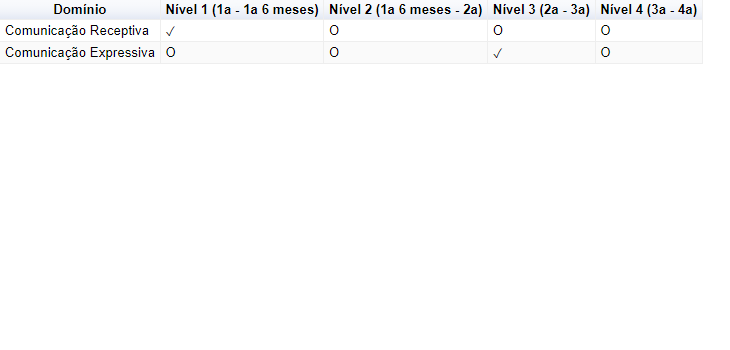 Domínio Nível 1 (1a - 1a 6 meses) Nível 2 (1a 6 meses - 2a) Nível 3 (2a - 3a) Nível 4 (3a - 4a)
Comunicação Receptiva ✓ O O O
Comunicação Expressiva O O ✓ O